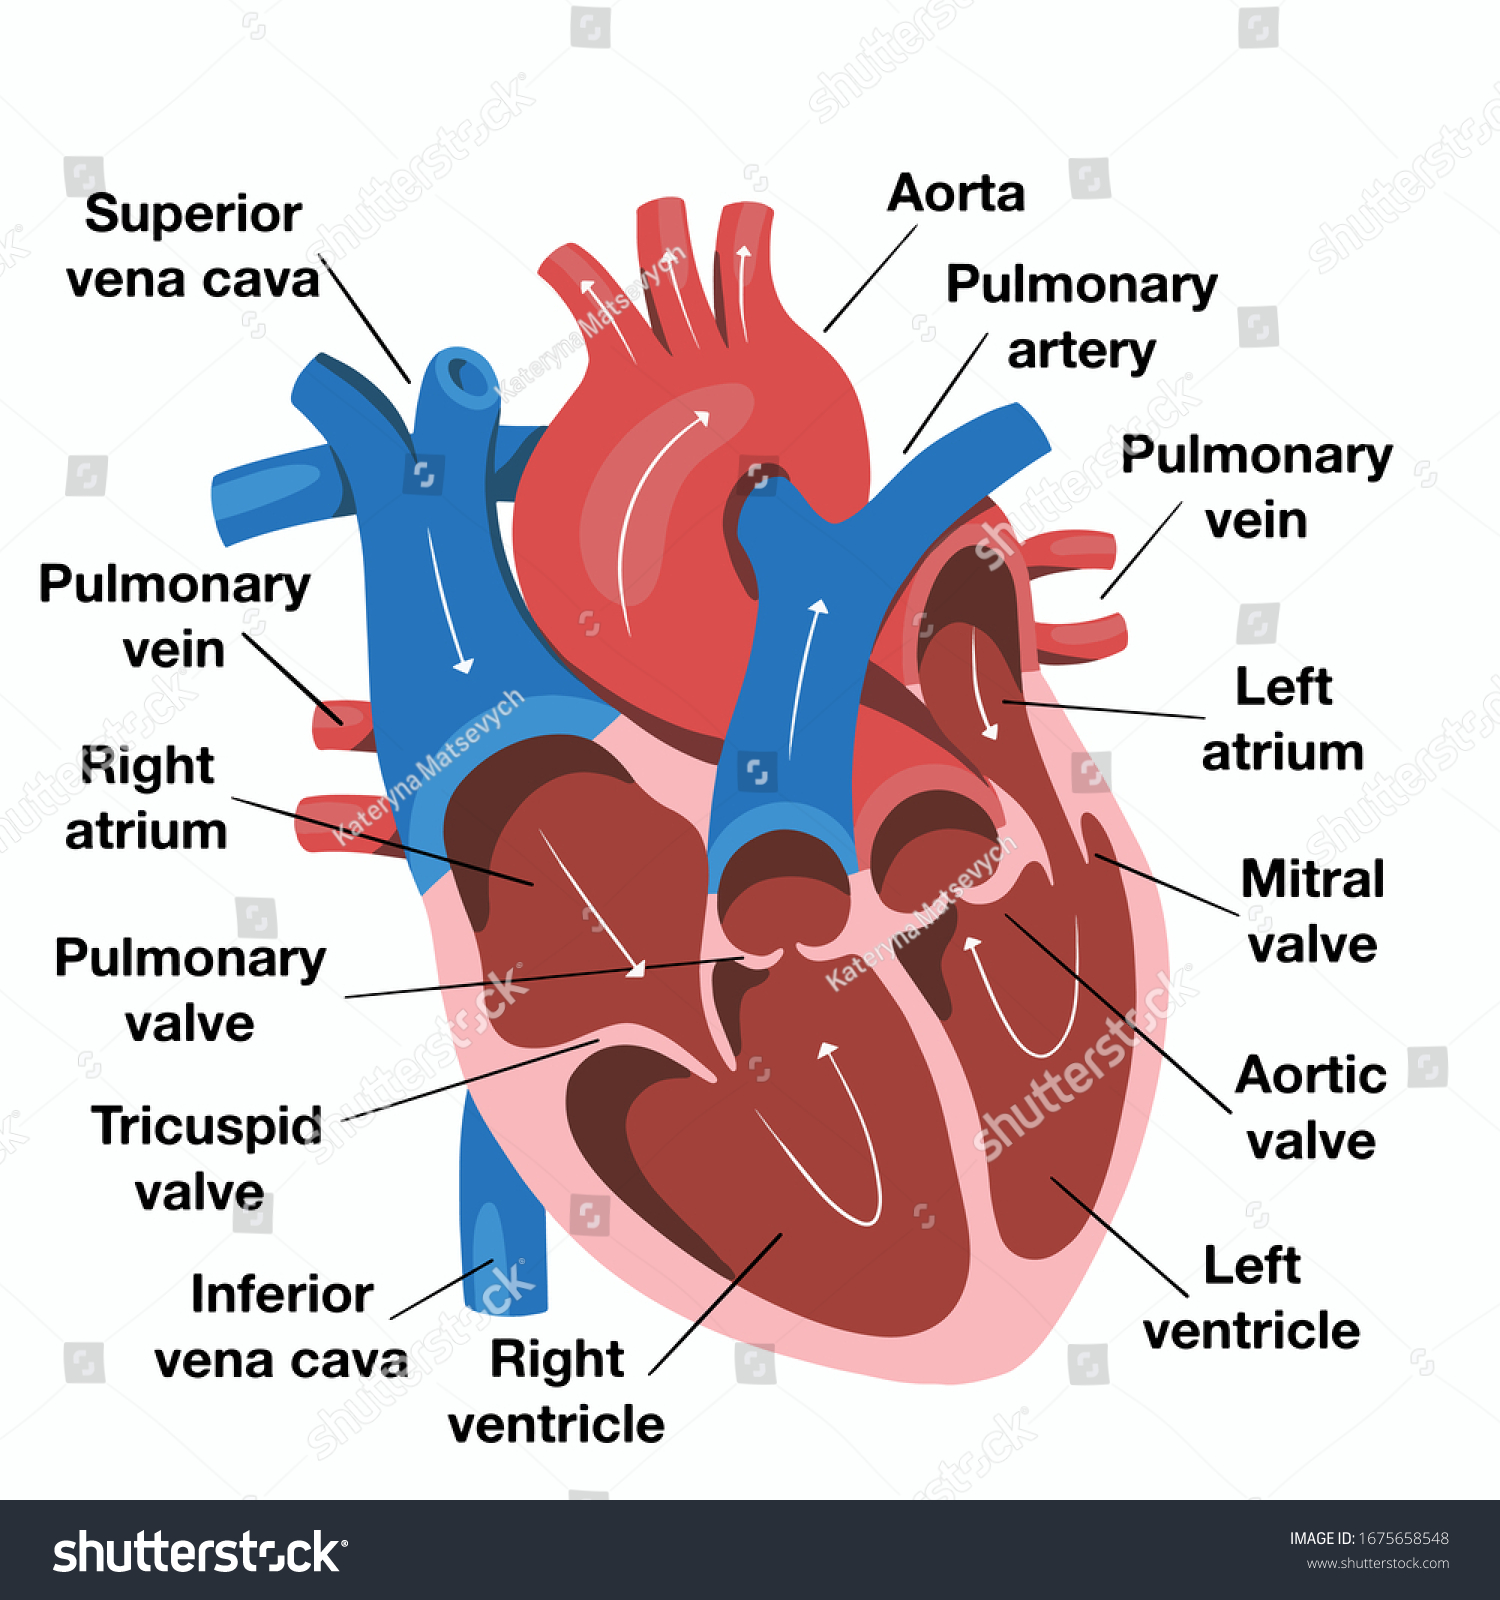 Superior
vena cava
Aorta
Pulmonary
artery
Pulmonary
vein
Pulmonary
vein
Left
atrium
Right
atrium
Mitral
valve
Pulmonary
valve
Aortic
valve
Tricuspid
valve
Left
ventricle
Inferior
vena cava
Right
ventricle
shutterstock
Kateryna Matsevych
shutterstock
IMAGE ID: 1675658548
www.shutterstock.com